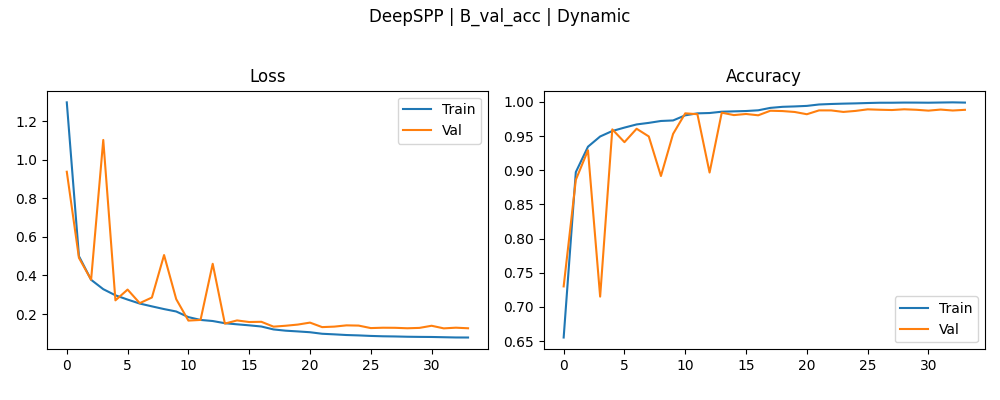 DeepSPP | B_val_acc | Dynamic
Loss
Train
Val
1.2
1.0
0.8
0.6
0.4
0.2
0 5 10 15 20 25 30
Accuracy
1.00
0.95
0.90
0.85
0.80
0.75
0.70
0.65
Train
Val
0 5 10 15 20 25 30